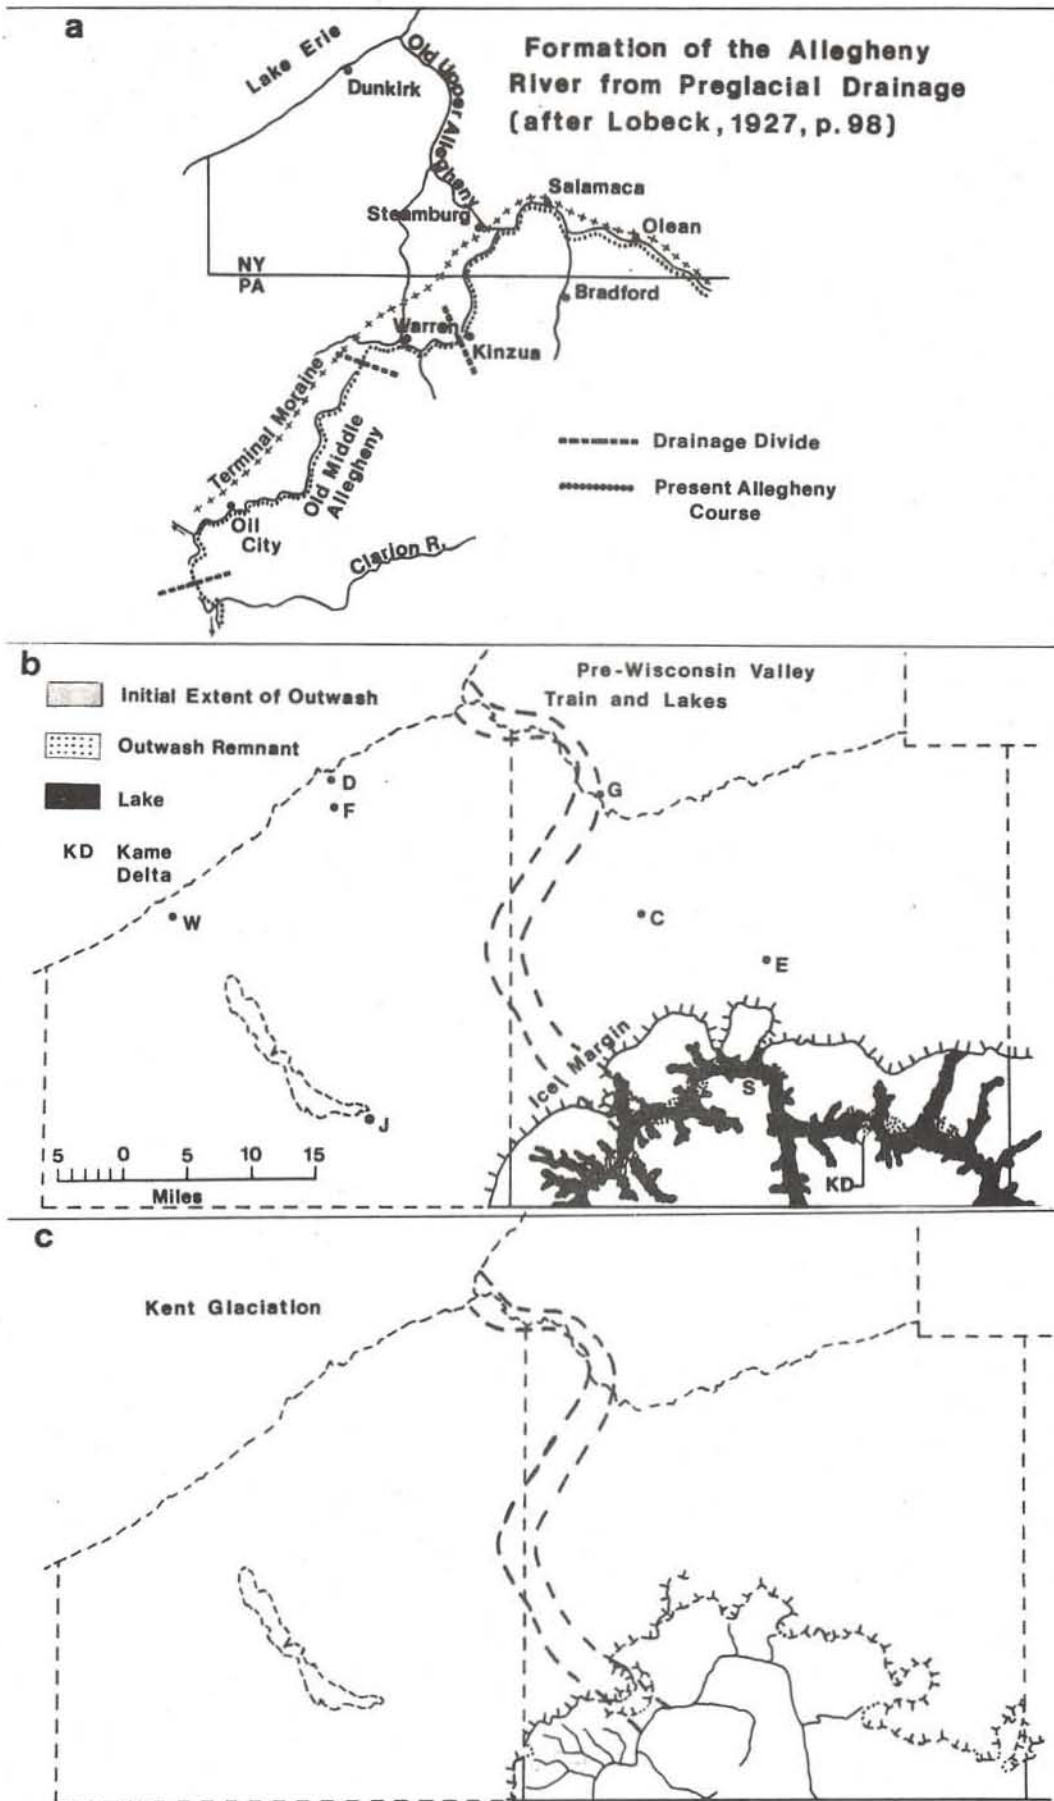 a
Formation of the Allegheny
River from Preglacial Drainage
(after Lobeck, 1927, p. 98)
Lake Erie
Dunkirk
Old Upper Allegheny
Salamaca
Steamburg
Olean
NY
PA
Bradford
Warren
Kinzua
Terminal Moraine
Old Middle
Allegheny
Drainage Divide
Present Allegheny
Course
Oil
City
Clarion R.
b
Pre-Wisconsin Valley
Train and Lakes
Initial Extent of Outwash
Outwash Remnant
Lake
KD Kame
Delta
D
F
G
W
C
E
Ice Margin
S
J
KD
5 0 5 10 15
Miles
c
Kent Glaciation